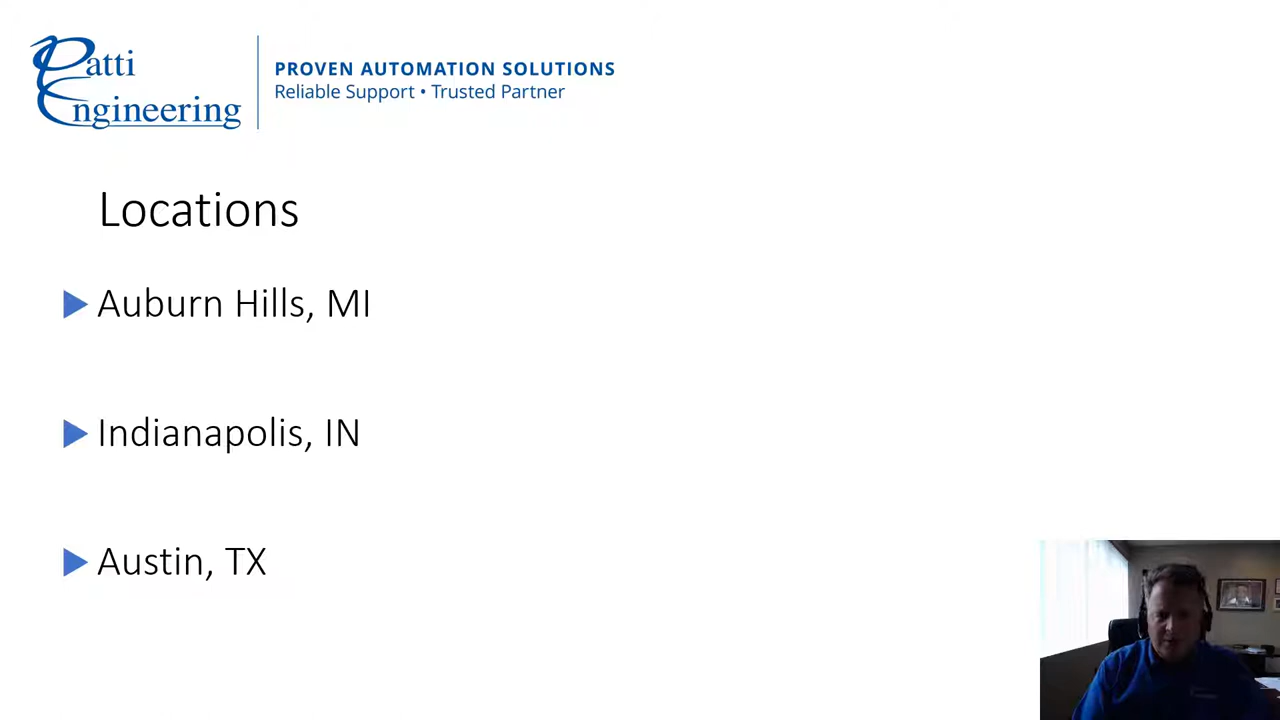 Patti
Engineering
PROVEN AUTOMATION SOLUTIONS
Reliable Support • Trusted Partner
Locations
Auburn Hills, MI
Indianapolis, IN
Austin, TX